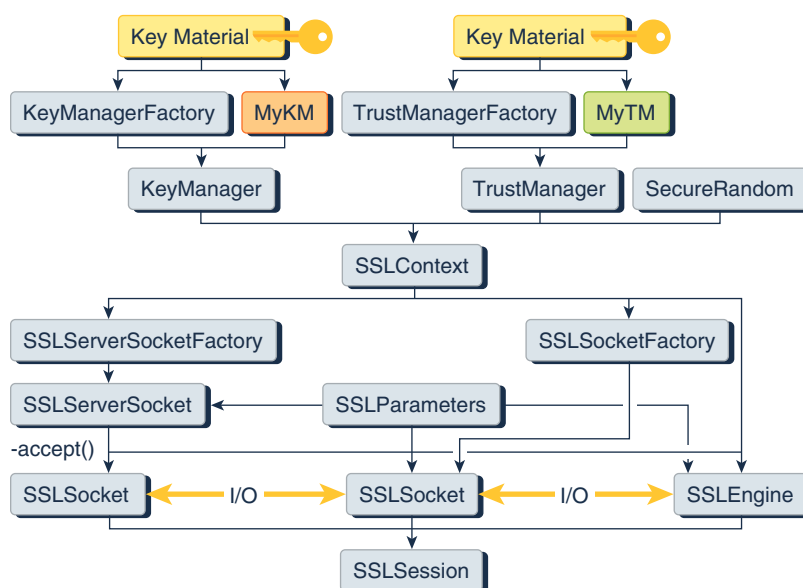 Key Material
Key Material
KeyManagerFactory
MyKM
TrustManagerFactory
MyTM
KeyManager
TrustManager
SecureRandom
SSLContext
SSLServerSocketFactory
SSLSocketFactory
SSLServerSocket
SSLParameters
-accept()
SSLSocket
I/O
SSLSocket
I/O
SSLEngine
SSLSession